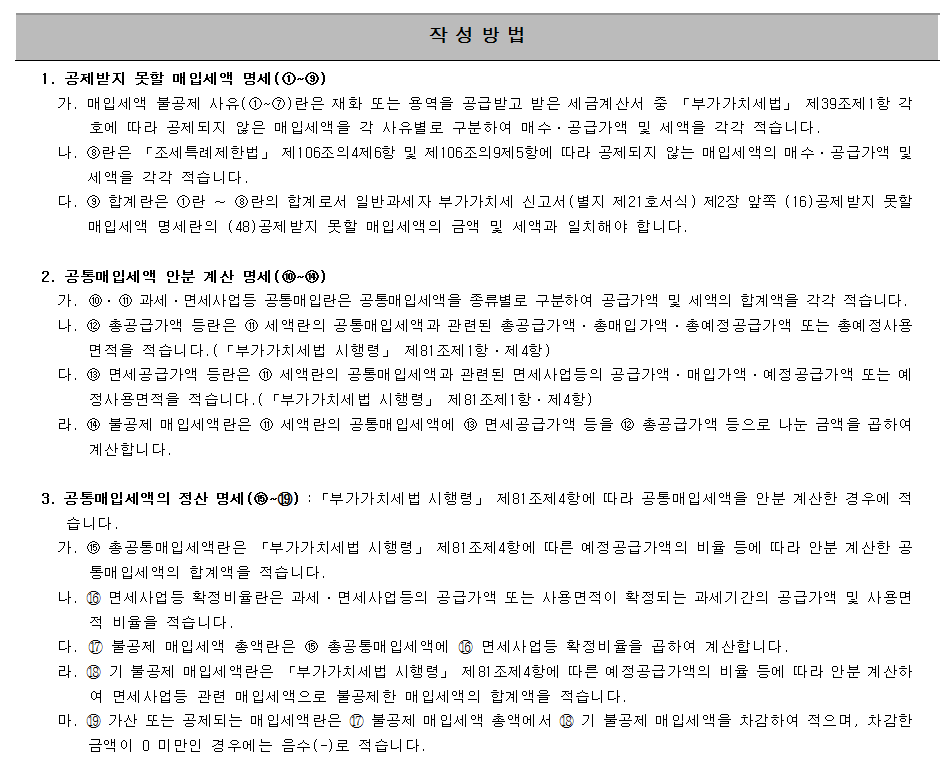 작 성 방 법
1. 공제받지 못할 매입세액 명세(①~⑨)
가. 매입세액 불공제 사유(①~⑦)란은 재화 또는 용역을 공급받고 받은 세금계산서 중 「부가가치세법」 제39조제1항 각
호에 따라 공제되지 않은 매입세액을 각 사유별로 구분하여 매수ㆍ공급가액 및 세액을 각각 적습니다.
나. ⑧란은 「조세특례제한법」 제106조의4제6항 및 제106조의9제5항에 따라 공제되지 않는 매입세액의 매수ㆍ공급가액 및
세액을 각각 적습니다.
다. ⑨ 합계란은 ①란 ~ ⑧란의 합계로서 일반과세자 부가가치세 신고서(별지 제21호서식) 제2장 앞쪽 (16)공제받지 못할
매입세액 명세란의 (48)공제받지 못할 매입세액의 금액 및 세액과 일치해야 합니다.
2. 공통매입세액 안분 계산 명세(⑩~⑭)
가. ⑩ㆍ⑪ 과세ㆍ면세사업등 공통매입란은 공통매입세액을 종류별로 구분하여 공급가액 및 세액의 합계액을 각각 적습니다.
나. ⑫ 총공급가액 등란은 ⑪ 세액란의 공통매입세액과 관련된 총공급가액ㆍ총매입가액ㆍ총예정공급가액 또는 총예정사용
면적을 적습니다.(「부가가치세법 시행령」 제81조제1항ㆍ제4항)
다. ⑬ 면세공급가액 등란은 ⑪ 세액란의 공통매입세액과 관련된 면세사업등의 공급가액ㆍ매입가액ㆍ예정공급가액 또는 예
정사용면적을 적습니다.(「부가가치세법 시행령」 제81조제1항ㆍ제4항)
라. ⑭ 불공제 매입세액란은 ⑪ 세액란의 공통매입세액에 ⑬ 면세공급가액 등을 ⑫ 총공급가액 등으로 나눈 금액을 곱하여
계산합니다.
3. 공통매입세액의 정산 명세(⑮~⑲) :「부가가치세법 시행령」 제81조제4항에 따라 공통매입세액을 안분 계산한 경우에 적
습니다.
가. ⑮ 총공통매입세액란은 「부가가치세법 시행령」 제81조제4항에 따른 예정공급가액의 비율 등에 따라 안분 계산한 공
통매입세액의 합계액을 적습니다.
나. ⑯ 면세사업등 확정비율란은 과세ㆍ면세사업등의 공급가액 또는 사용면적이 확정되는 과세기간의 공급가액 및 사용면
적 비율을 적습니다.
다. ⑰ 불공제 매입세액 총액란은 ⑮ 총공통매입세액에 ⑯ 면세사업등 확정비율을 곱하여 계산합니다.
라. ⑱ 기 불공제 매입세액란은 「부가가치세법 시행령」 제81조제4항에 따른 예정공급가액의 비율 등에 따라 안분 계산하
여 면세사업등 관련 매입세액으로 불공제한 매입세액의 합계액을 적습니다.
마. ⑲ 가산 또는 공제되는 매입세액란은 ⑰ 불공제 매입세액 총액에서 ⑱ 기 불공제 매입세액을 차감하여 적으며, 차감한
금액이 0 미만인 경우에는 음수(-)로 적습니다.